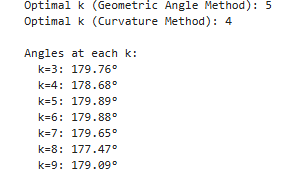 Optimal k (Geometric Angle Method): 5
Optimal k (Curvature Method): 4
Angles at each k:
k=3: 179.76°
k=4: 178.68°
k=5: 179.89°
k=6: 179.88°
k=7: 179.65°
k=8: 177.47°
k=9: 179.09°